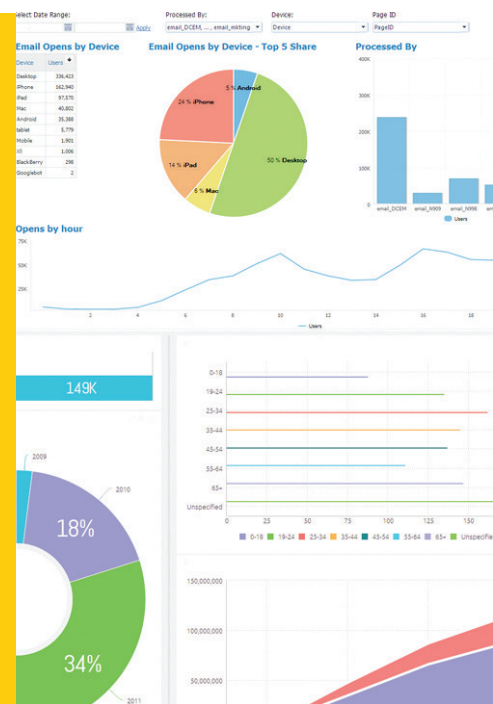 Select Date Range:
Processed By:
Device:
Page ID
Apply
email_DCEM, ..., email_mkting
Device
PageID
Email Opens by Device
Email Opens by Device - Top 5 Share
Processed By
Device Users
Desktop 336,423
iPhone 162,940
iPad 97,570
Mac 40,802
Android 35,388
tablet 5,779
Mobile 1,901
X5 1,006
BlackBerry 298
Googlebot 2
24 % iPhone
5 % Android
14 % iPad
50 % Desktop
6 % Mac
400K
300K
200K
100K
0
email_DCEM email_N909 email_N998
Users
Opens by hour
75K
50K
25K
2 4 6 8 10 12 14 16 18
Users
149K
0-18
19-24
25-34
35-44
45-54
55-64
65+
Unspecified
0 25 50 75 100 125 150
0-18 19-24 25-34 35-44 45-54 55-64 65+ Unspecifie
2009
2010
18%
34%
2011
150,000,000
100,000,000
50,000,000